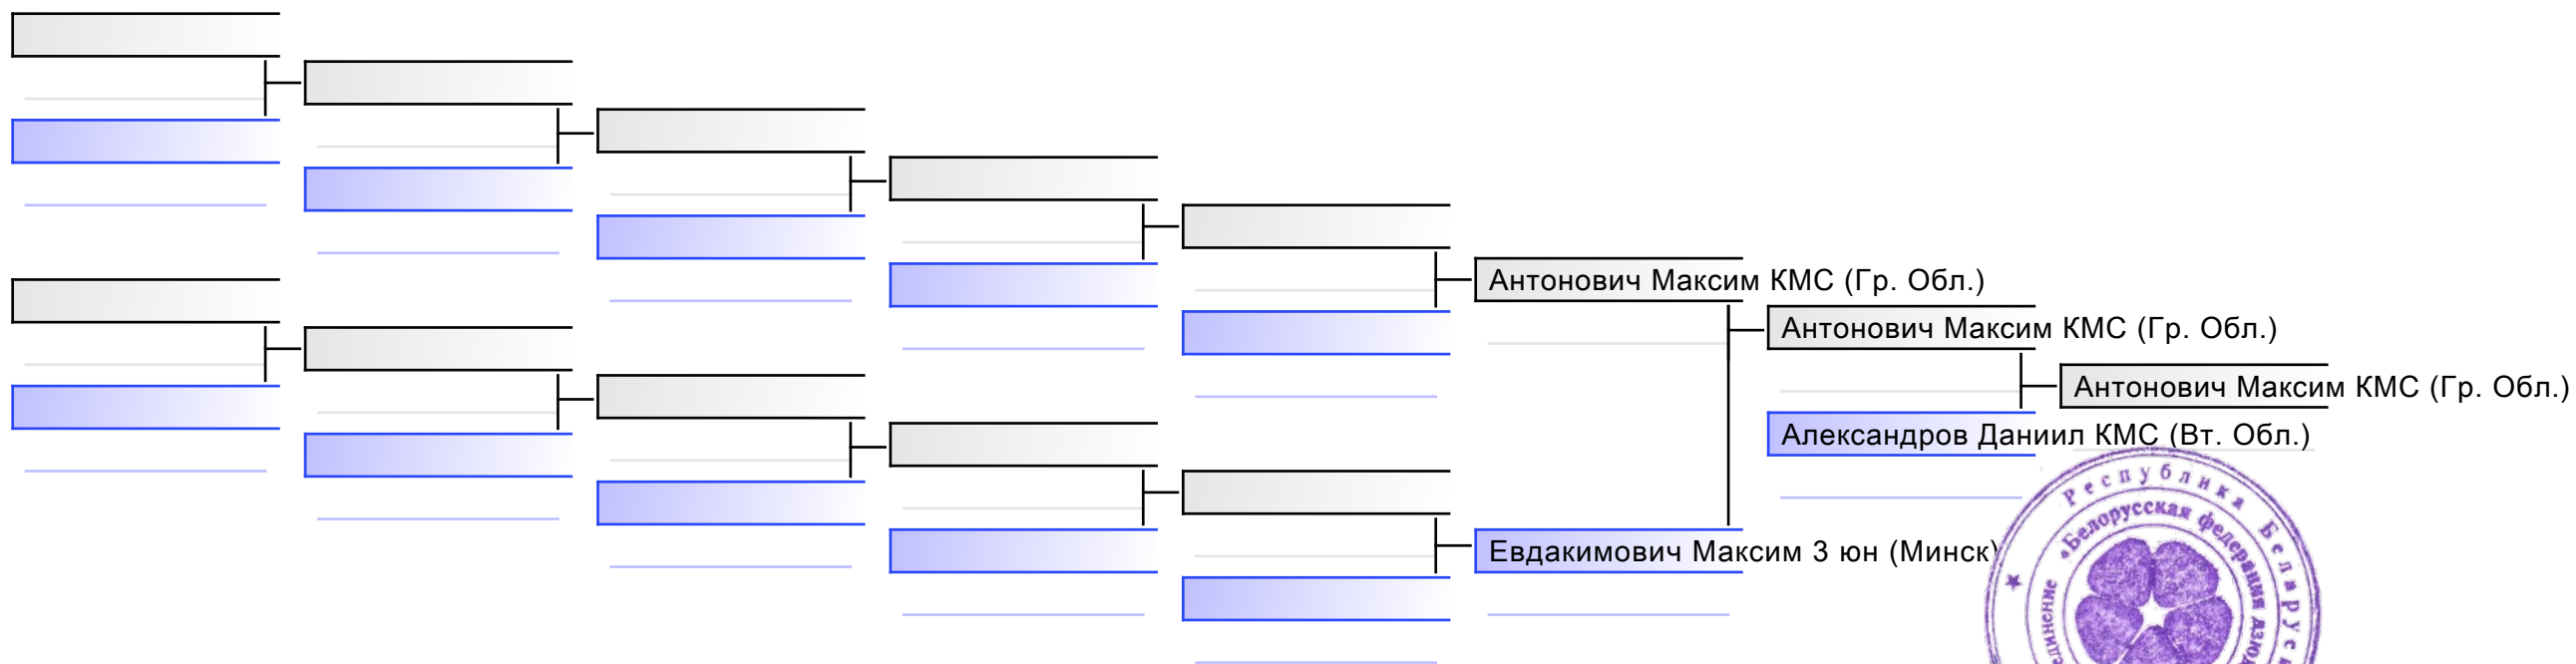 Антонович Максим КМС (Гр. Обл.)
Антонович Максим КМС (Гр. Обл.)
Антонович Максим КМС (Гр. Обл.)
Александров Даниил КМС (Вт. Обл.)
Евдакимович Максим 3 юн (Минск)
Республика
«Белорусская федерация